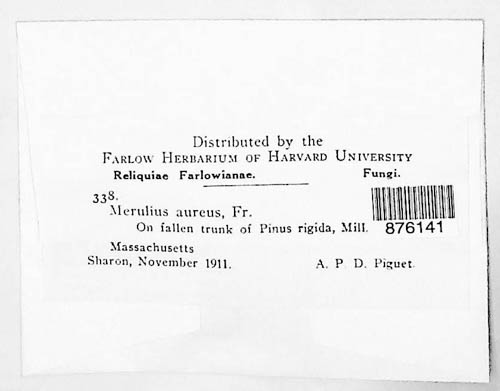 Distributed by the
FARLOW HERBARIUM OF HARVARD UNIVERSITY
Reliquiae Farlowianae. Fungi.
338.
Merulius aureus, Fr.
On fallen trunk of Pinus rigida, Mill. 876141
Massachusetts
Sharon, November 1911. A. P. D. Piguet.